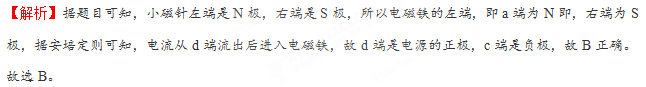 【解析】据题目可知，小磁针左端是N极，右端是S极，所以电磁铁的左端，即a端为N即，右端为S
极，据安培定则可知，电流从d端流出后进入电磁铁，故d端是电源的正极，c端是负极，故B正确。
故选B。